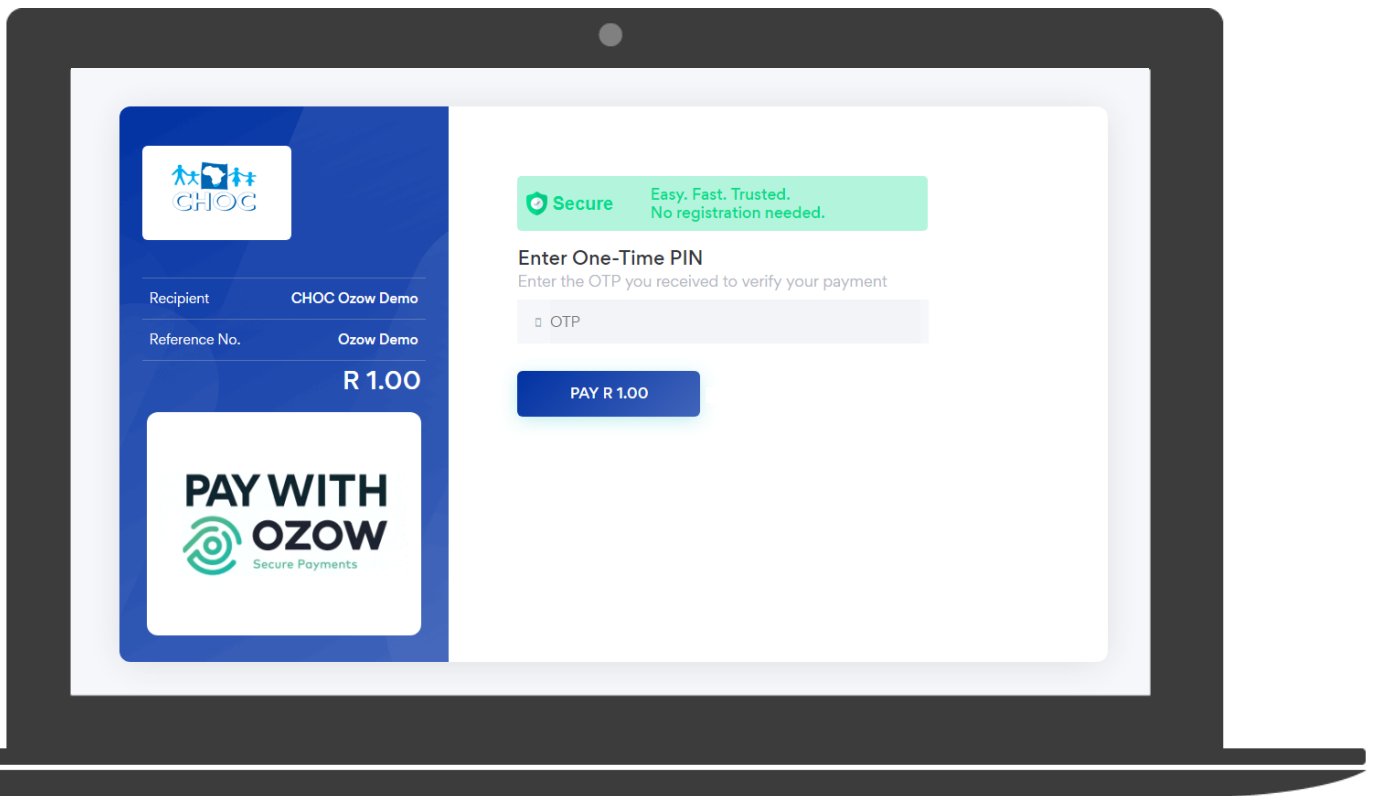 CHOC
Recipient CHOC Ozow Demo
Reference No. Ozow Demo
R 1.00
PAY WITH
OZOW
Secure Payments
Secure
Easy. Fast. Trusted.
No registration needed.
Enter One-Time PIN
Enter the OTP you received to verify your payment
OTP
PAY R 1.00